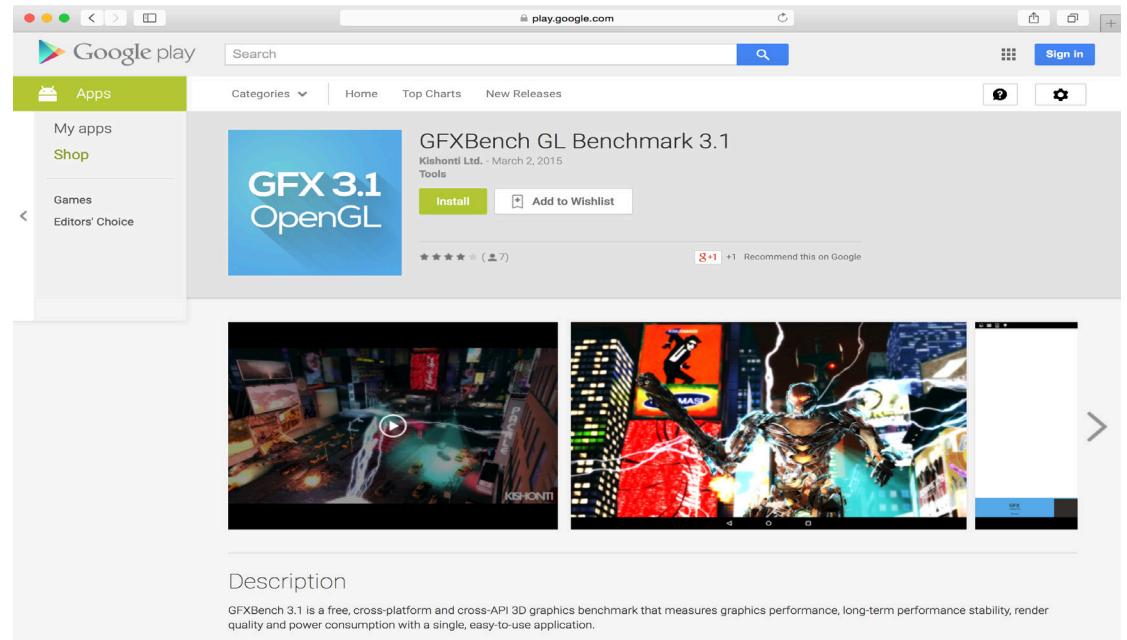 play.google.com
Google play
Search
Sign in
Apps
Categories
Home
Top Charts
New Releases
My apps
Shop
Games
Editors' Choice
GFX 3.1
OpenGL
GFXBench GL Benchmark 3.1
Kishonti Ltd. - March 2, 2015
Tools
Install
Add to Wishlist
(7)
g+1 +1 Recommend this on Google
KISHONTI
MASI
GFX
Description
GFXBench 3.1 is a free, cross-platform and cross-API 3D graphics benchmark that measures graphics performance, long-term performance stability, render
quality and power consumption with a single, easy-to-use application.